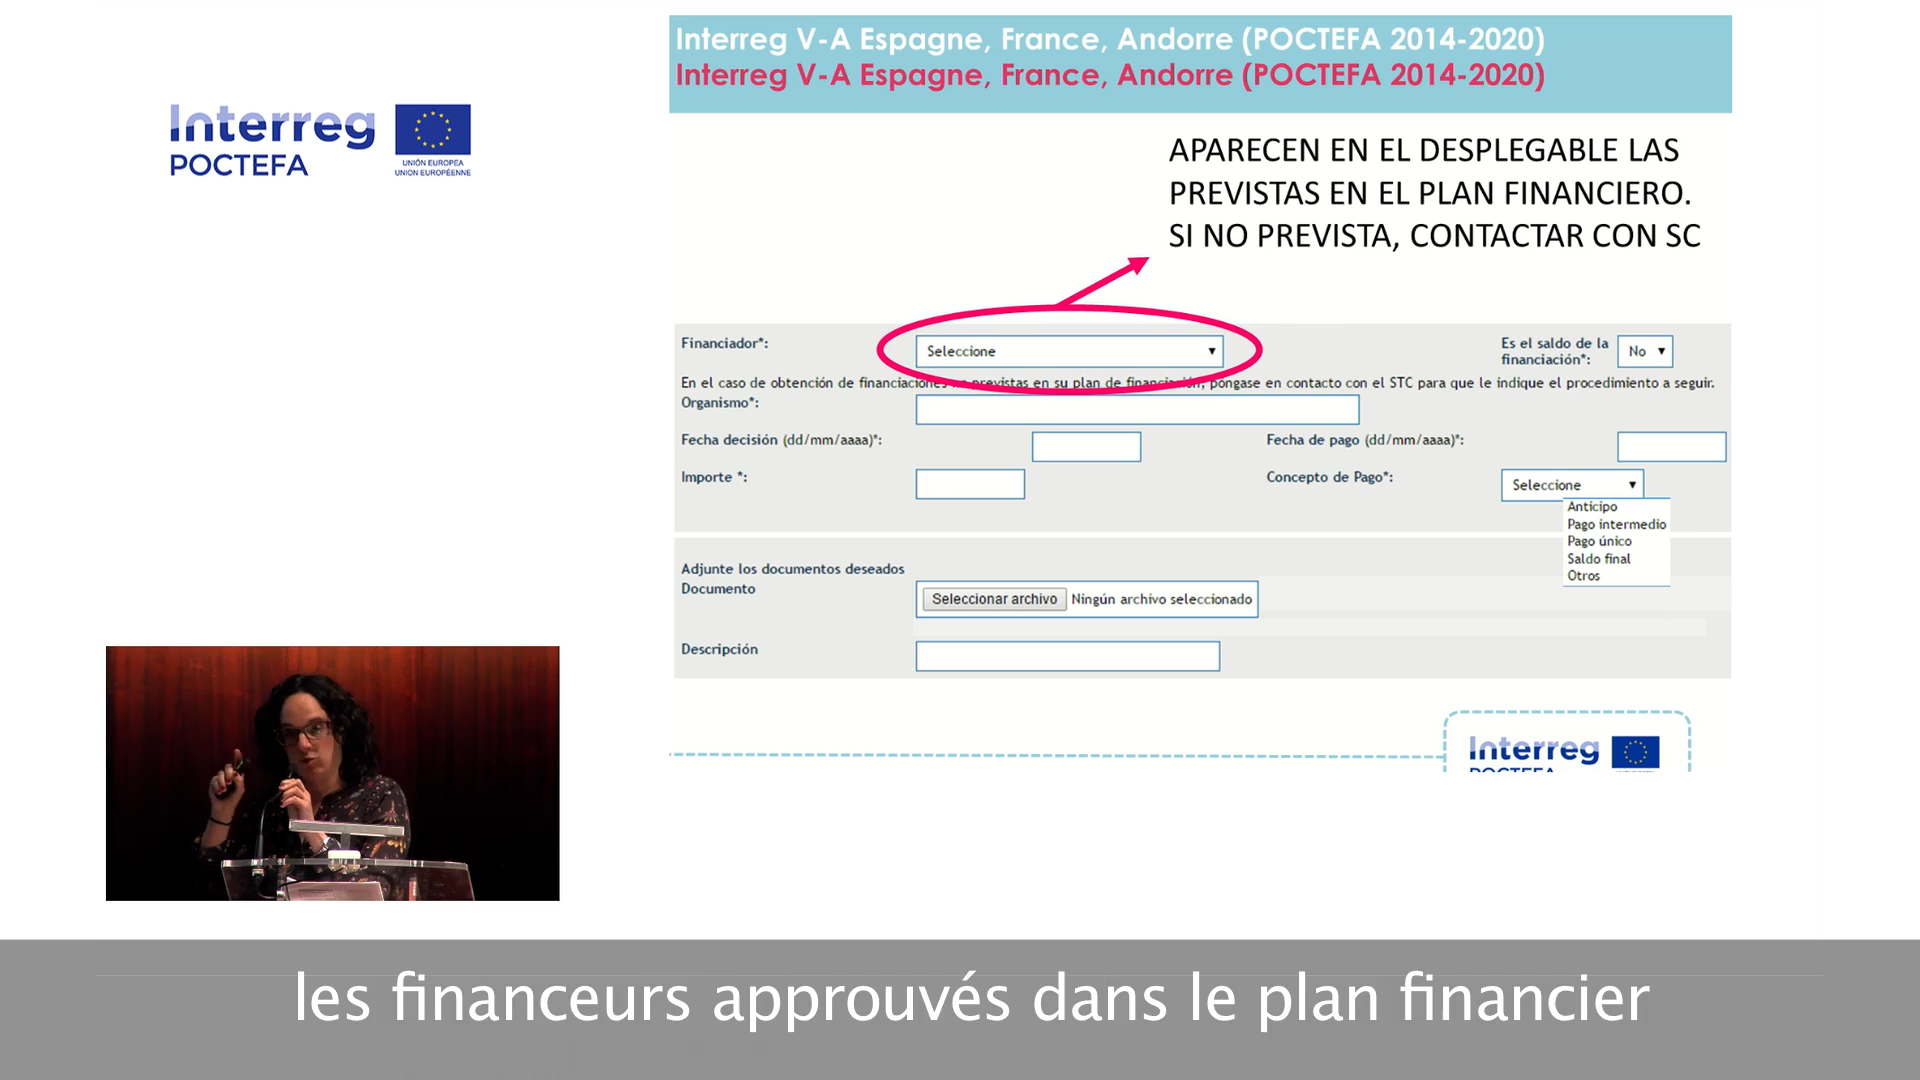 Interreg V-A Espagne, France, Andorre (POCTEFA 2014-2020)
Interreg V-A Espagne, France, Andorre (POCTEFA 2014-2020)
Interreg
POCTEFA
UNIÓN EUROPEA
UNION EUROPÉENNE
APARECEN EN EL DESPLEGABLE LAS
PREVISTAS EN EL PLAN FINANCIERO.
SI NO PREVISTA, CONTACTAR CON SC
Financiador*:
Seleccione
Es el saldo de la
financiación*:
No
En el caso de obtención de financiaciones no previstas en su plan de financiación, póngase en contacto con el STC para que le indique el procedimiento a seguir.
Organismo*:
Fecha decisión (dd/mm/aaaa)*:
Fecha de pago (dd/mm/aaaa)*:
Importe *:
Concepto de Pago*:
Seleccione
Anticipo
Pago intermedio
Pago único
Saldo final
Otros
Adjunte los documentos deseados
Documento
Seleccionar archivo
Ningún archivo seleccionado
Descripción
Interreg
POCTEFA
les financeurs approuvés dans le plan financier